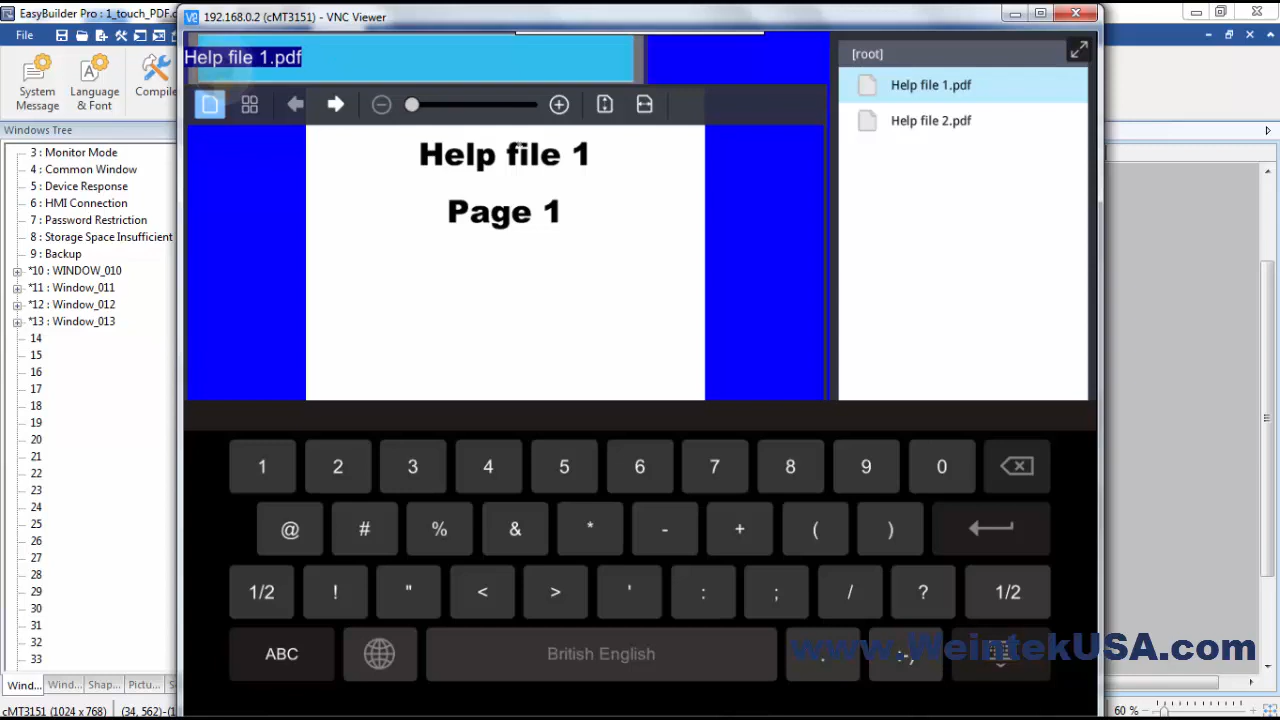 EasyBuilder Pro : 1_touch_PDF.c
192.168.0.2 (cMT3151) - VNC Viewer
File
System
Message
Language
& Font
Compile
Windows Tree
3 : Monitor Mode
4 : Common Window
5 : Device Response
6 : HMI Connection
7 : Password Restriction
8 : Storage Space Insufficient
9 : Backup
*10 : WINDOW_010
*11 : Window_011
*12 : Window_012
*13 : Window_013
14
15
16
17
18
19
20
21
22
23
24
25
26
27
28
29
30
31
32
33
Wind...
Wind...
Shap...
Pictu...
S
cMT3151 (1024 x 768)
(34, 562)-(1
60 %
Help file 1.pdf
Help file 1
Page 1
[root]
Help file 1.pdf
Help file 2.pdf
1 2 3 4 5 6 7 8 9 0
@ # % & * - + ( )
1/2 ! " < > ' : ; / ? 1/2
ABC British English . :-)
www.WeintekUSA.com